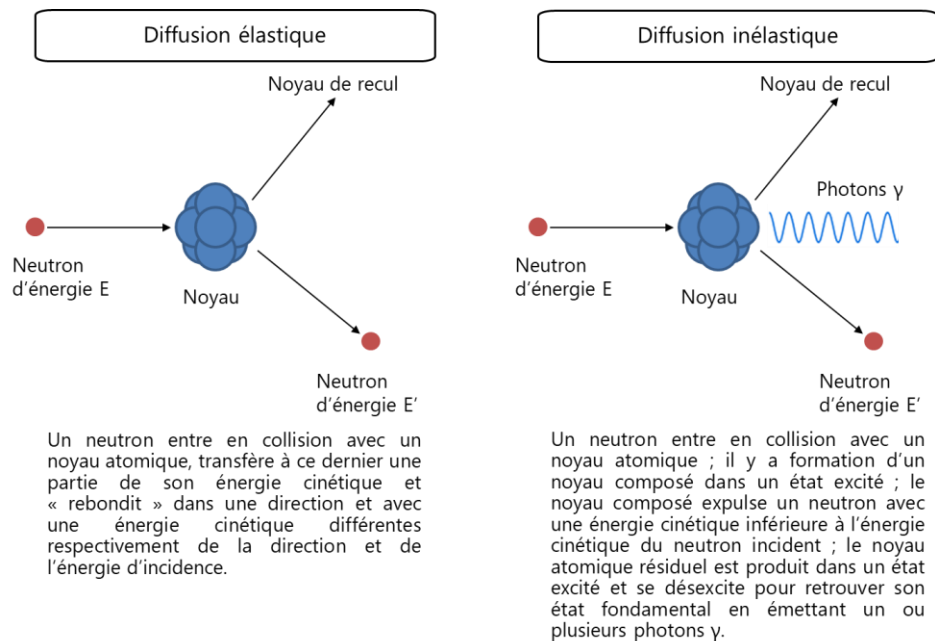 Diffusion élastique
Noyau de recul
Neutron
d'énergie E
Noyau
Neutron
d'énergie E'
Un neutron entre en collision avec un
noyau atomique, transfère à ce dernier une
partie de son énergie cinétique et
« rebondit » dans une direction et avec
une énergie cinétique différentes
respectivement de la direction et de
l'énergie d'incidence.
Diffusion inélastique
Noyau de recul
Photons γ
Neutron
d'énergie E
Noyau
Neutron
d'énergie E'
Un neutron entre en collision avec un
noyau atomique ; il y a formation d'un
noyau composé dans un état excité ; le
noyau composé expulse un neutron avec
une énergie cinétique inférieure à l'énergie
cinétique du neutron incident ; le noyau
atomique résiduel est produit dans un état
excité et se désexcite pour retrouver son
état fondamental en émettant un ou
plusieurs photons γ.